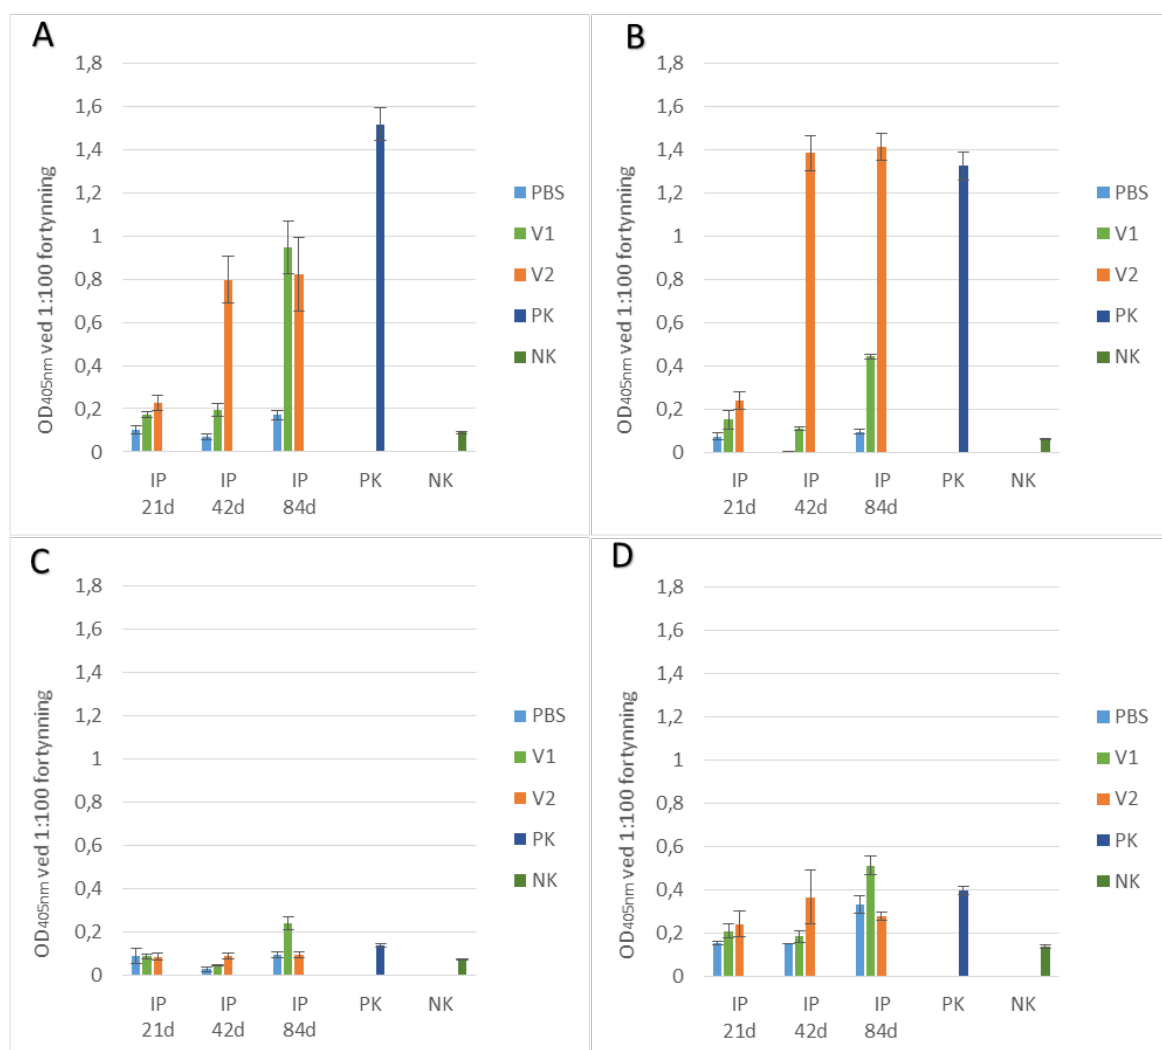 A
OD405nm ved 1:100 fortynning
1,8
1,6
1,4
1,2
1
0,8
0,6
0,4
0,2
0
IP IP IP PK NK
21d 42d 84d
PBS
V1
V2
PK
NK
B
OD405nm ved 1:100 fortynning
1,8
1,6
1,4
1,2
1
0,8
0,6
0,4
0,2
0
IP IP IP PK NK
21d 42d 84d
PBS
V1
V2
PK
NK
C
OD405nm ved 1:100 fortynning
1,8
1,6
1,4
1,2
1
0,8
0,6
0,4
0,2
0
IP IP IP PK NK
21d 42d 84d
PBS
V1
V2
PK
NK
D
OD405nm ved 1:100 fortynning
1,8
1,6
1,4
1,2
1
0,8
0,6
0,4
0,2
0
IP IP IP PK NK
21d 42d 84d
PBS
V1
V2
PK
NK